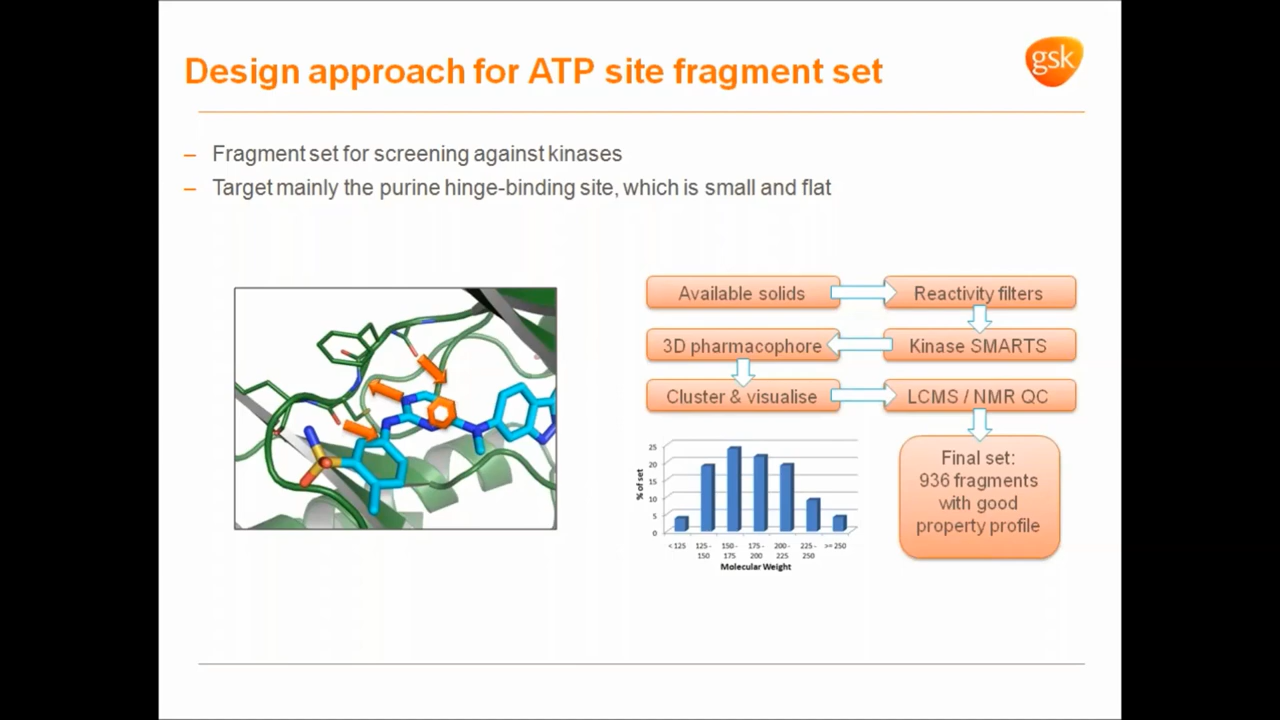 Design approach for ATP site fragment set
gsk
– Fragment set for screening against kinases
– Target mainly the purine hinge-binding site, which is small and flat
Available solids
Reactivity filters
Kinase SMARTS
3D pharmacophore
Cluster & visualise
LCMS / NMR QC
Final set:
936 fragments
with good
property profile
% of set
25
20
15
10
5
0
< 125
125 -
150
150 -
175
175 -
200
200 -
225
225 -
250
>= 250
Molecular Weight